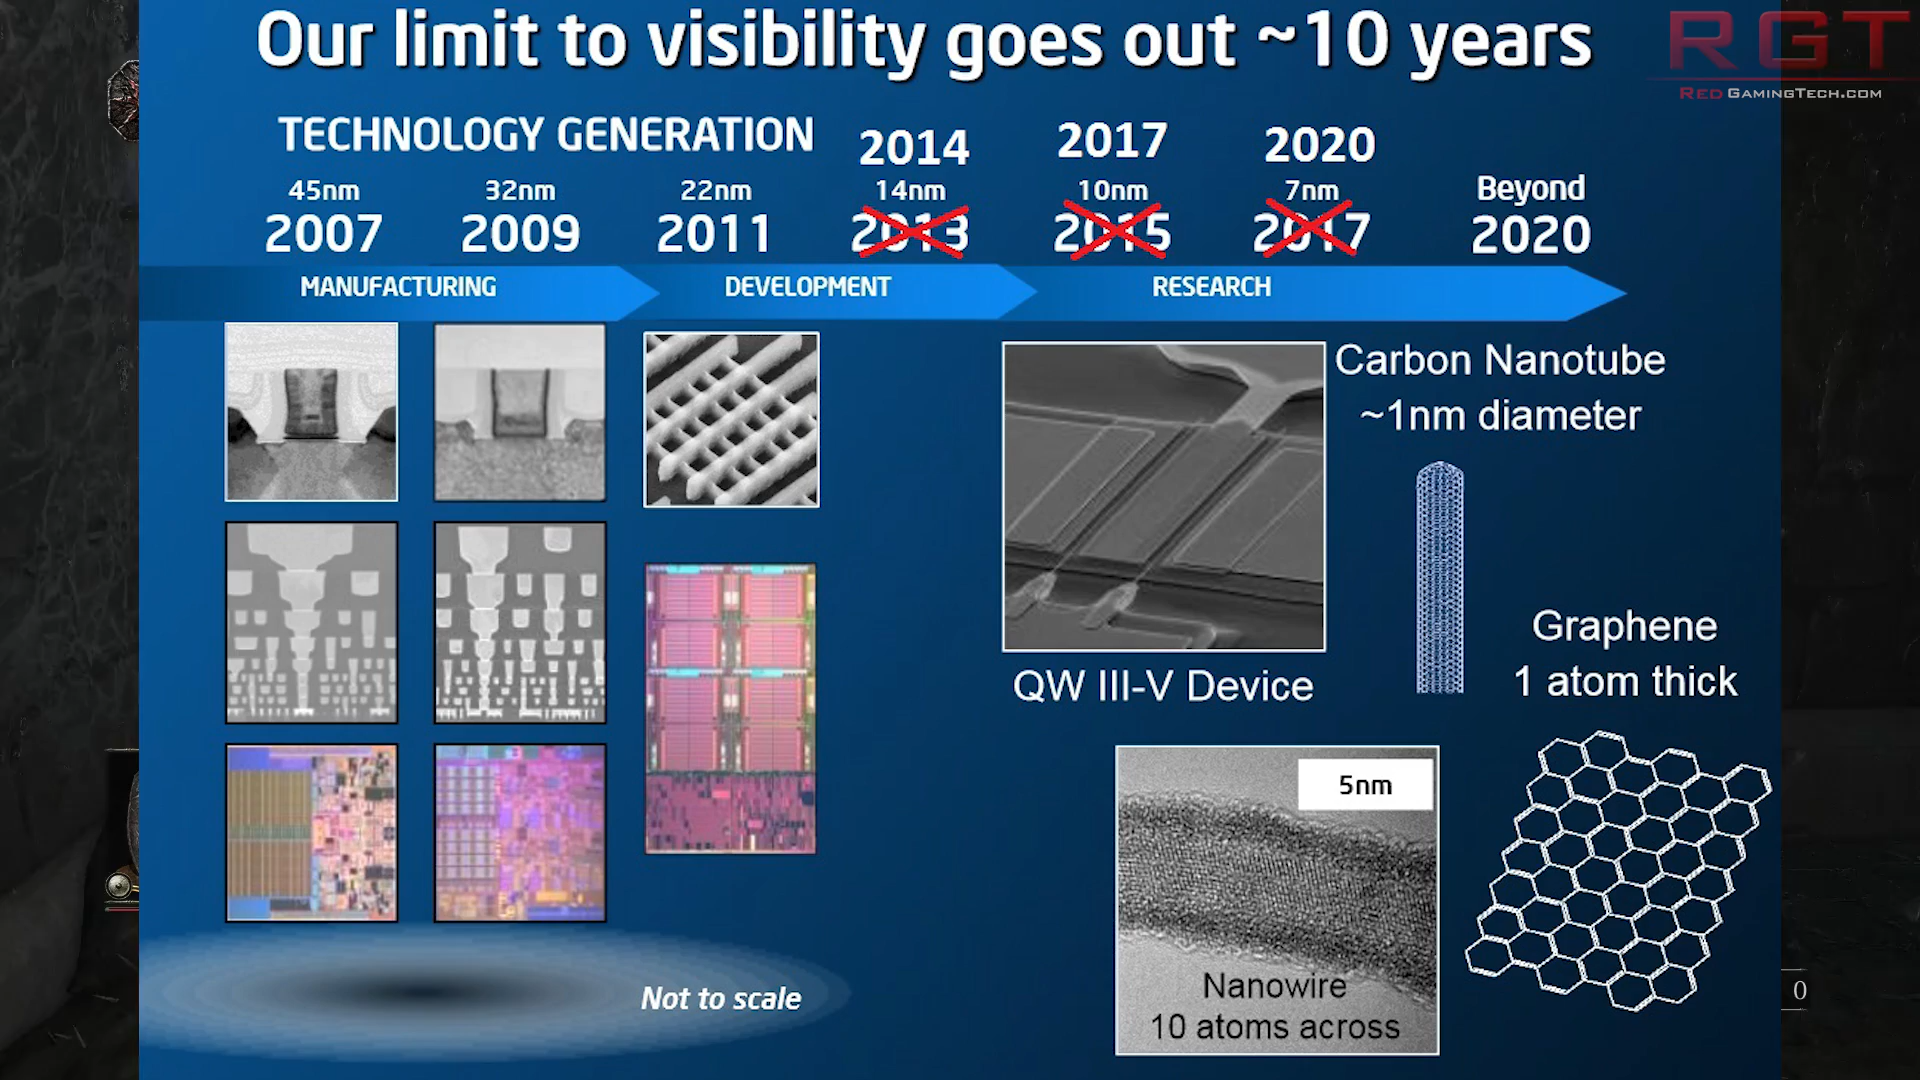 Our limit to visibility goes out ~10 years
RGT
REDGAMINGTECH.COM
TECHNOLOGY GENERATION
2014
2017
2020
45nm
32nm
22nm
14nm
10nm
7nm
Beyond
2007
2009
2011
2013
2015
2017
2020
MANUFACTURING
DEVELOPMENT
RESEARCH
Carbon Nanotube
~1nm diameter
QW III-V Device
Graphene
1 atom thick
5nm
Nanowire
10 atoms across
Not to scale
0